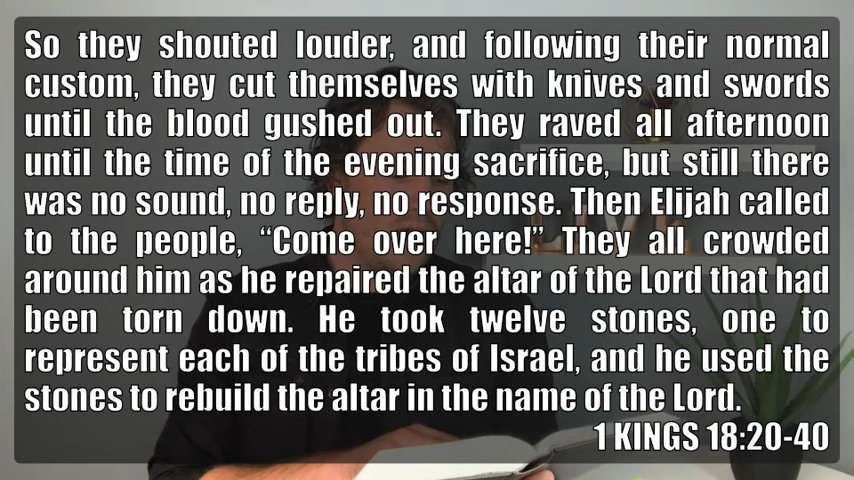 So they shouted louder, and following their normal
custom, they cut themselves with knives and swords
until the blood gushed out. They raved all afternoon
until the time of the evening sacrifice, but still there
was no sound, no reply, no response. Then Elijah called
to the people, “Come over here!” They all crowded
around him as he repaired the altar of the Lord that had
been torn down. He took twelve stones, one to
represent each of the tribes of Israel, and he used the
stones to rebuild the altar in the name of the Lord.
1 KINGS 18:20-40